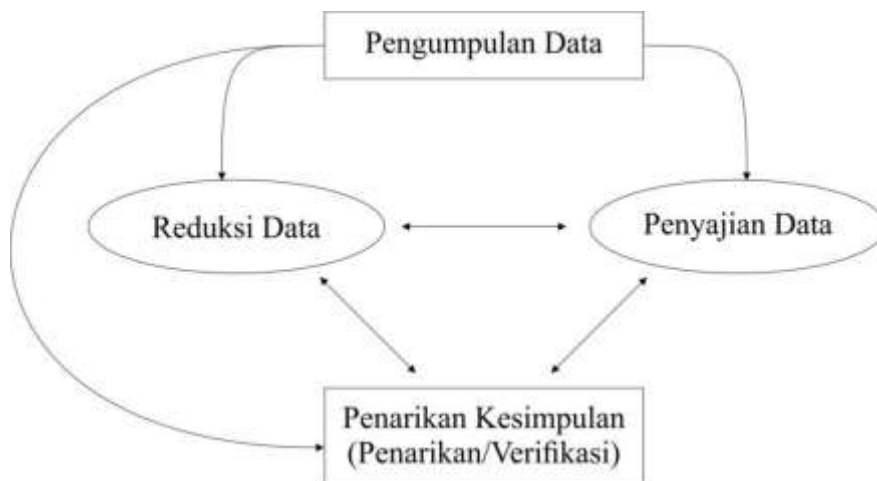 Pengumpulan Data
Reduksi Data
Penyajian Data
Penarikan Kesimpulan
(Penarikan/Verifikasi)